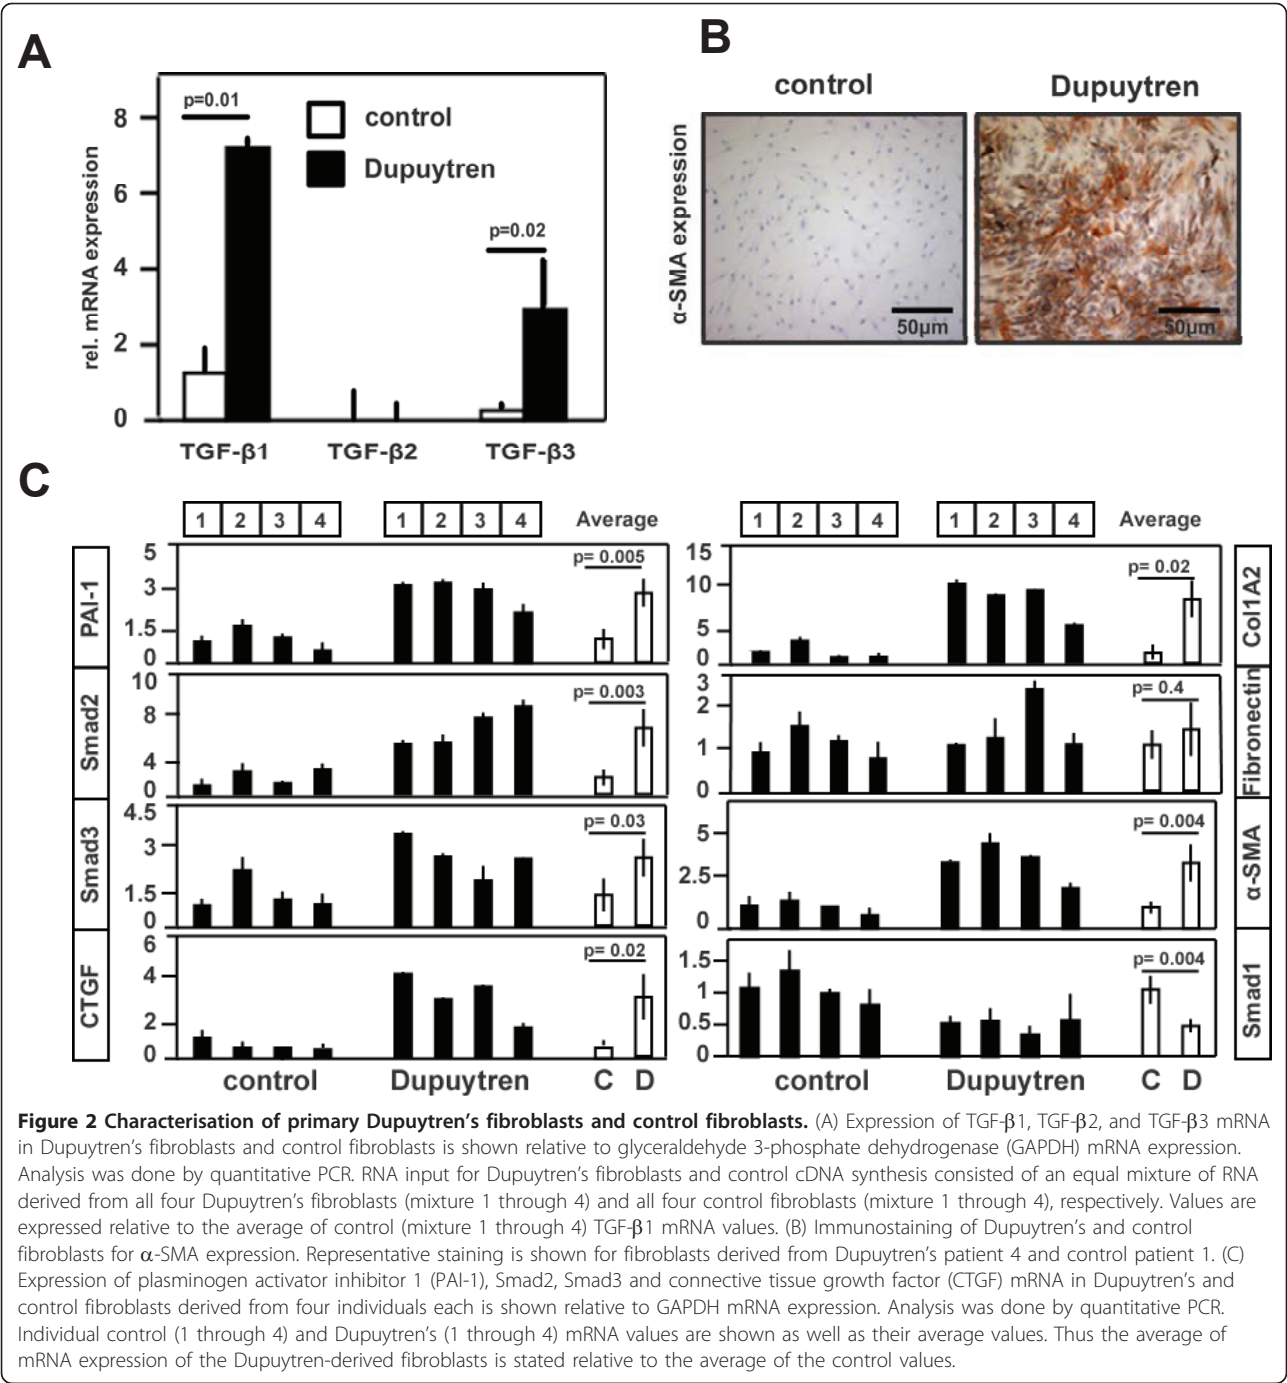 A
B
control
Dupuytren
p=0.01
p=0.02
control
Dupuytren
rel. mRNA expression
8
6
4
2
0
TGF-β1
TGF-β2
TGF-β3
α-SMA expression
50µm
50µm
C
1 2 3 4
1 2 3 4
Average
1 2 3 4
1 2 3 4
Average
PAI-1
5
3
1.5
0
p= 0.005
15
10
5
0
p= 0.02
Col1A2
Smad2
10
8
4
0
p= 0.003
3
2
1
0
p= 0.4
Fibronectin
Smad3
4.5
3
1.5
0
p= 0.03
5
2.5
0
p= 0.004
α-SMA
CTGF
6
4
2
0
p= 0.02
1.5
1
0.5
0
p= 0.004
Smad1
control Dupuytren C D
control Dupuytren C D
Figure 2 Characterisation of primary Dupuytren's fibroblasts and control fibroblasts. (A) Expression of TGF-β1, TGF-β2, and TGF-β3 mRNA
in Dupuytren's fibroblasts and control fibroblasts is shown relative to glyceraldehyde 3-phosphate dehydrogenase (GAPDH) mRNA expression.
Analysis was done by quantitative PCR. RNA input for Dupuytren's fibroblasts and control cDNA synthesis consisted of an equal mixture of RNA
derived from all four Dupuytren's fibroblasts (mixture 1 through 4) and all four control fibroblasts (mixture 1 through 4), respectively. Values are
expressed relative to the average of control (mixture 1 through 4) TGF-β1 mRNA values. (B) Immunostaining of Dupuytren's and control
fibroblasts for α-SMA expression. Representative staining is shown for fibroblasts derived from Dupuytren's patient 4 and control patient 1. (C)
Expression of plasminogen activator inhibitor 1 (PAI-1), Smad2, Smad3 and connective tissue growth factor (CTGF) mRNA in Dupuytren's and
control fibroblasts derived from four individuals each is shown relative to GAPDH mRNA expression. Analysis was done by quantitative PCR.
Individual control (1 through 4) and Dupuytren's (1 through 4) mRNA values are shown as well as their average values. Thus the average of
mRNA expression of the Dupuytren-derived fibroblasts is stated relative to the average of the control values.